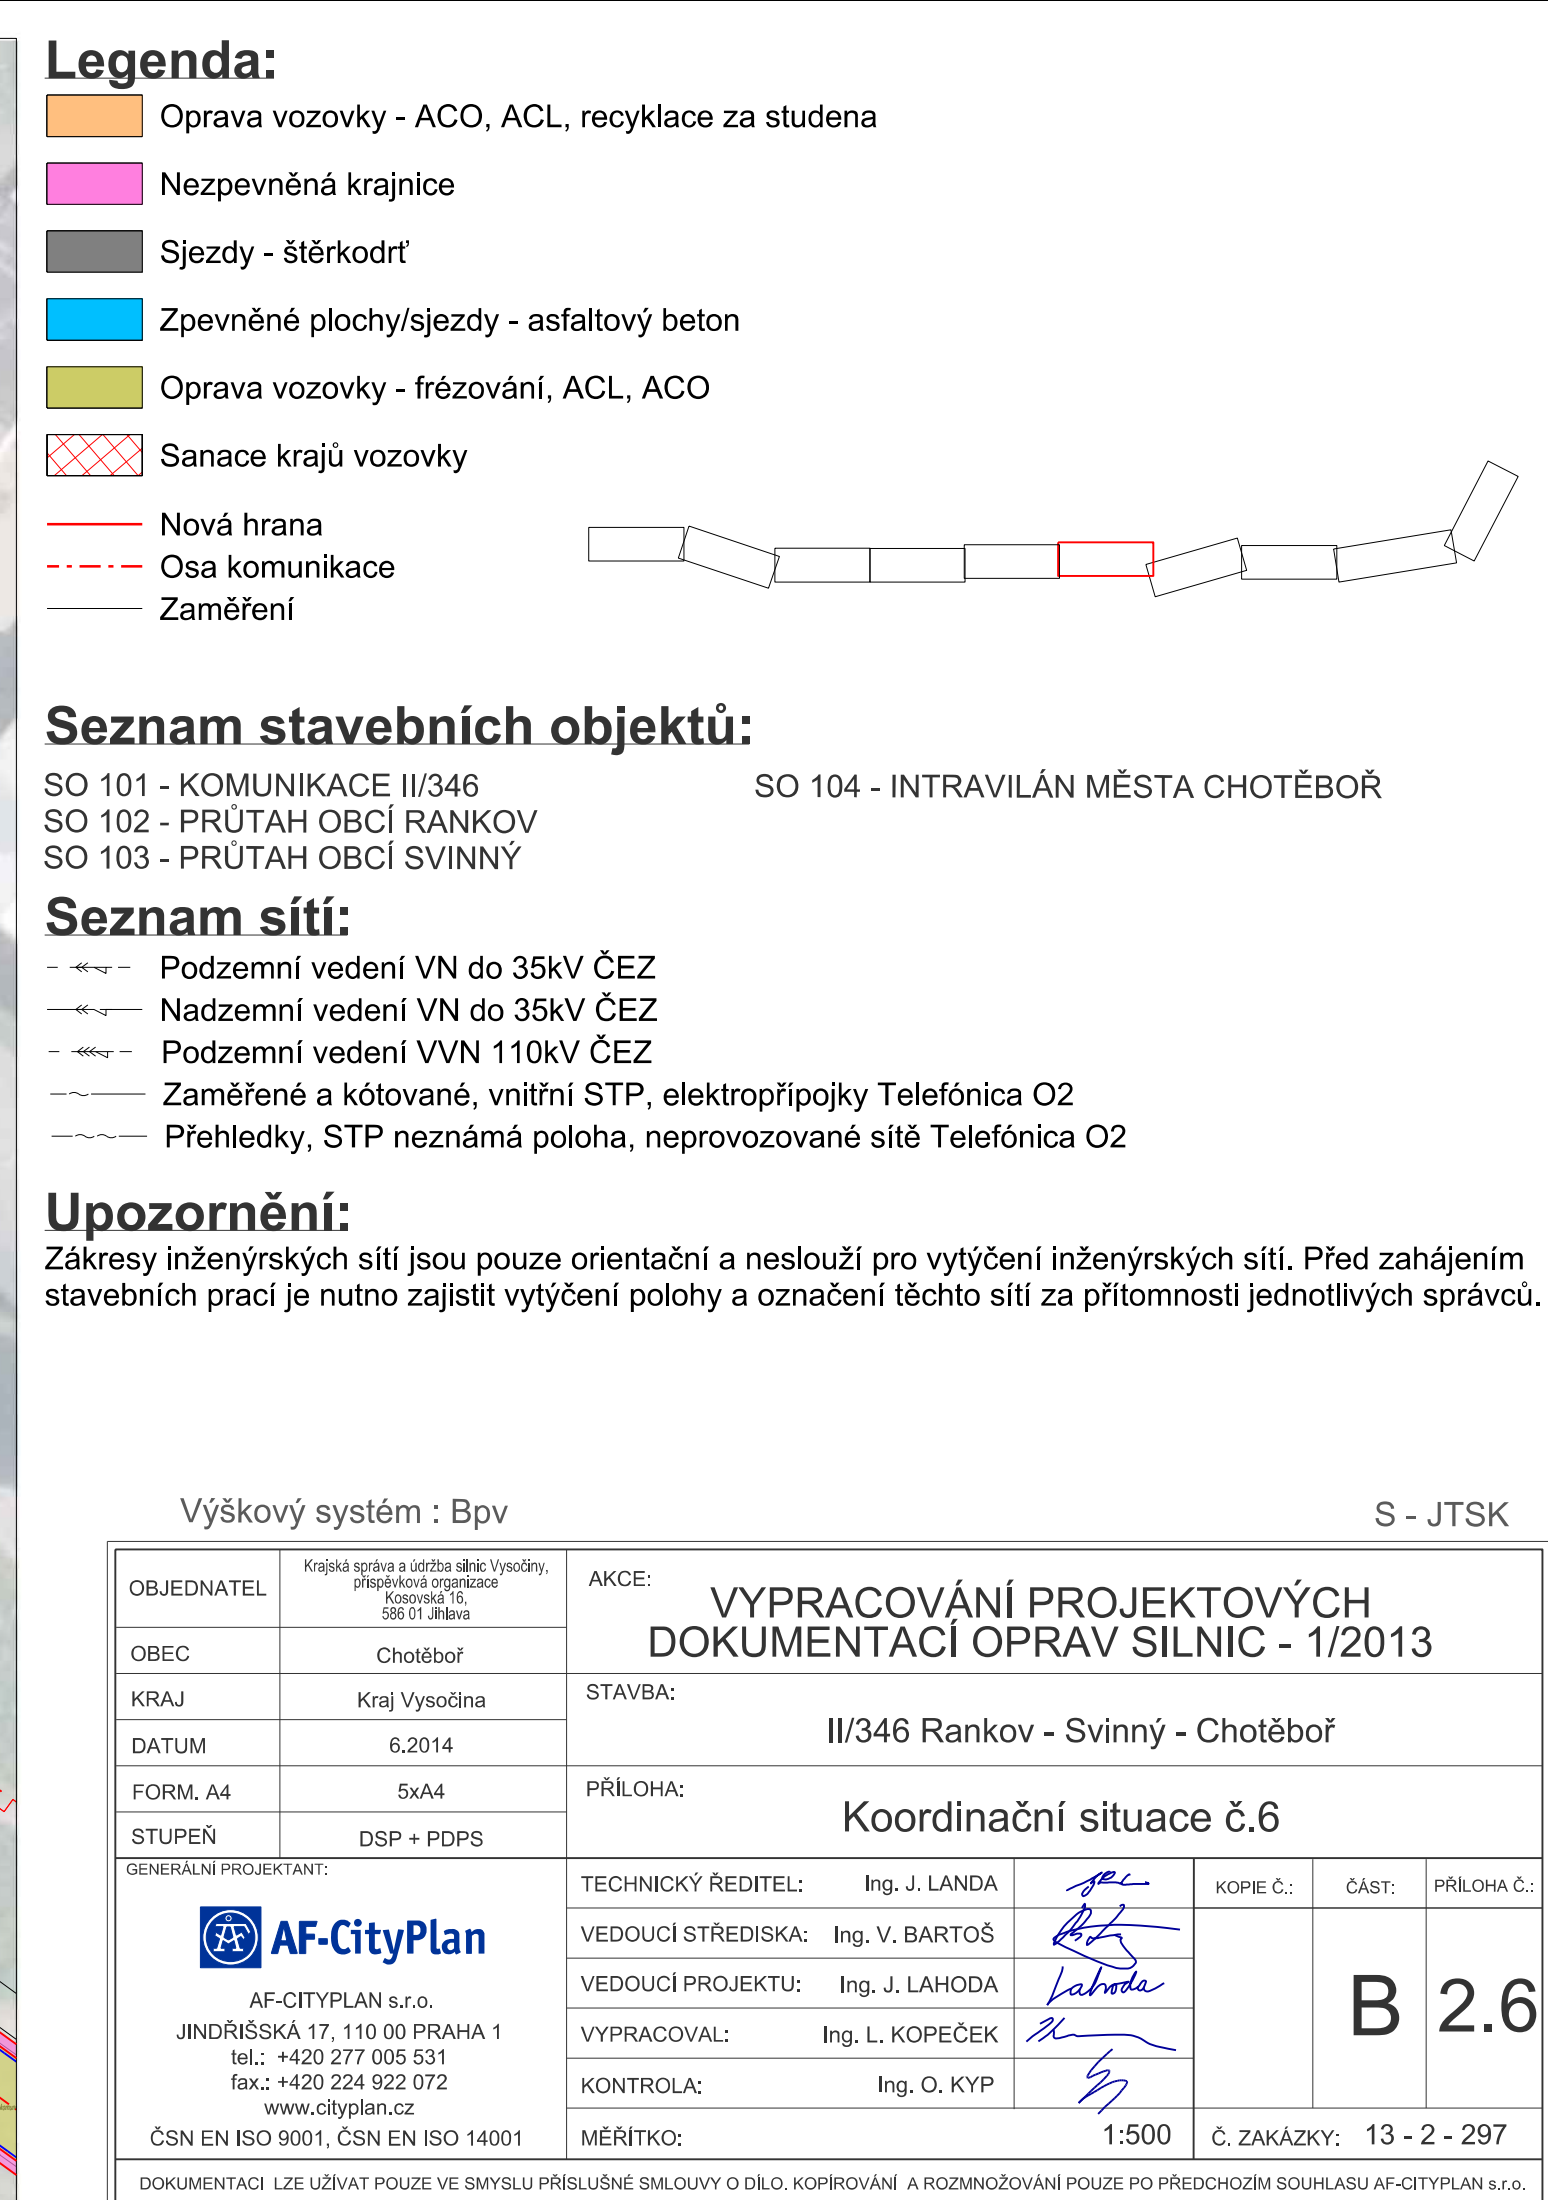 Legenda:
Oprava vozovky - ACO, ACL, recyklace za studena
Nezpevněná krajnice
Sjezdy - štěrkodrť
Zpevněné plochy/sjezdy - asfaltový beton
Oprava vozovky - frézování, ACL, ACO
Sanace krajů vozovky
Nová hrana
Osa komunikace
Zaměření
Seznam stavebních objektů:
SO 101 - KOMUNIKACE II/346
SO 102 - PRŮTAH OBCÍ RANKOV
SO 103 - PRŮTAH OBCÍ SVINNÝ
SO 104 - INTRAVILÁN MĚSTA CHOTĚBOŘ
Seznam sítí:
Podzemní vedení VN do 35kV ČEZ
Nadzemní vedení VN do 35kV ČEZ
Podzemní vedení VVN 110kV ČEZ
Zaměřené a kótované, vnitřní STP, elektropřípojky Telefónica O2
Přehledky, STP neznámá poloha, neprovozované sítě Telefónica O2
Upozornění:
Zákresy inženýrských sítí jsou pouze orientační a neslouží pro vytýčení inženýrských sítí. Před zahájením
stavebních prací je nutno zajistit vytýčení polohy a označení těchto sítí za přítomnosti jednotlivých správců.
Výškový systém : Bpv
S - JTSK
OBJEDNATEL
Krajská správa a údržba silnic Vysočiny,
příspěvková organizace
Kosovská 16,
586 01 Jihlava
OBEC
Chotěboř
KRAJ
Kraj Vysočina
DATUM
6.2014
FORM. A4
5xA4
STUPEŇ
DSP + PDPS
AKCE:
VYPRACOVÁNÍ PROJEKTOVÝCH
DOKUMENTACÍ OPRAV SILNIC - 1/2013
STAVBA:
II/346 Rankov - Svinný - Chotěboř
PŘÍLOHA:
Koordinační situace č.6
GENERÁLNÍ PROJEKTANT:
AF-CityPlan
AF-CITYPLAN s.r.o.
JINDŘIŠSKÁ 17, 110 00 PRAHA 1
tel.: +420 277 005 531
fax.: +420 224 922 072
www.cityplan.cz
ČSN EN ISO 9001, ČSN EN ISO 14001
TECHNICKÝ ŘEDITEL: Ing. J. LANDA
VEDOUCÍ STŘEDISKA: Ing. V. BARTOŠ
VEDOUCÍ PROJEKTU: Ing. J. LAHODA Lahoda
VYPRACOVAL: Ing. L. KOPEČEK
KONTROLA: Ing. O. KYP
MĚŘÍTKO: 1:500
KOPIE Č.:
ČÁST:
B
PŘÍLOHA Č.:
2.6
Č. ZAKÁZKY: 13 - 2 - 297
DOKUMENTACI LZE UŽÍVAT POUZE VE SMYSLU PŘÍSLUŠNÉ SMLOUVY O DÍLO. KOPÍROVÁNÍ A ROZMNOŽOVÁNÍ POUZE PO PŘEDCHOZÍM SOUHLASU AF-CITYPLAN s.r.o.